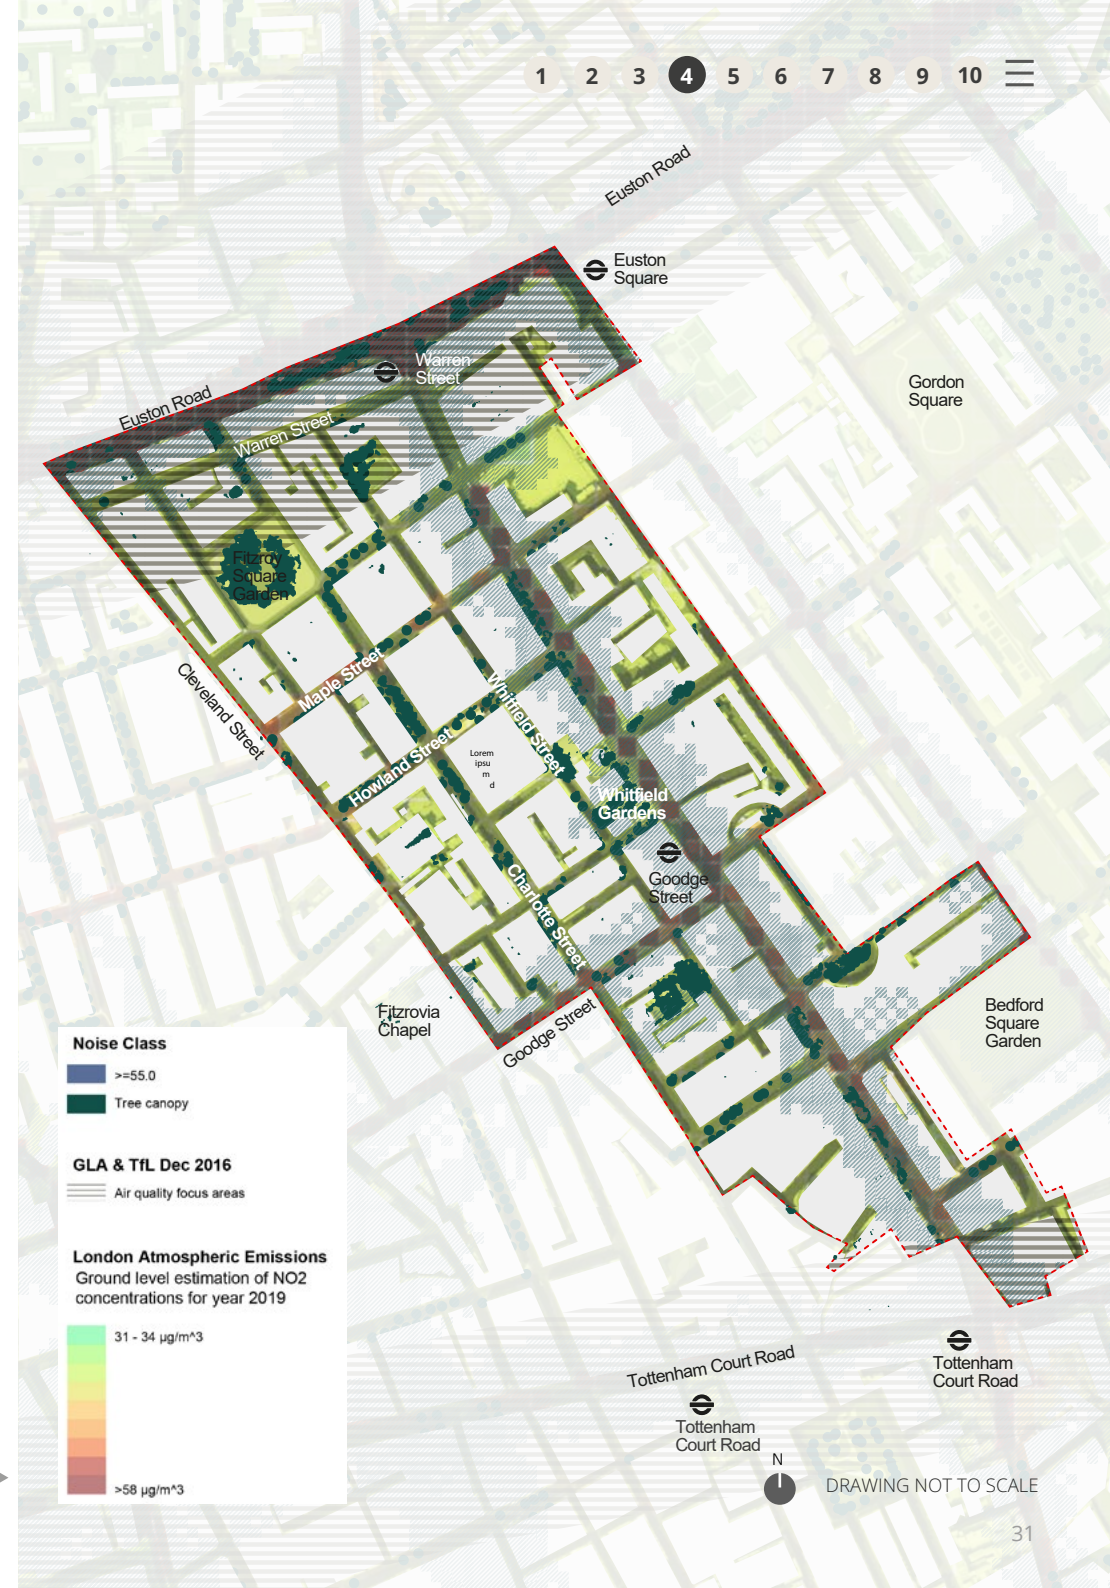 1 2 3 4 5 6 7 8 9 10
Euston Road
Euston
Square
Warren
Street
Gordon
Square
Euston Road
Warren Street
Fitzroy
Square
Garden
Cleveland Street
Maple Street
Whitfield Street
Howland Street
Lorem
ipsu
m
d
Whitfield
Gardens
Goodge
Street
Charlotte Street
Fitzrovia
Chapel
Goodge Street
Bedford
Square
Garden
Noise Class
>=55.0
Tree canopy
GLA & TfL Dec 2016
Air quality focus areas
London Atmospheric Emissions
Ground level estimation of NO2
concentrations for year 2019
31 - 34 µg/m^3
>58 µg/m^3
Tottenham Court Road
Tottenham
Court Road
Tottenham
Court Road
N
DRAWING NOT TO SCALE
31